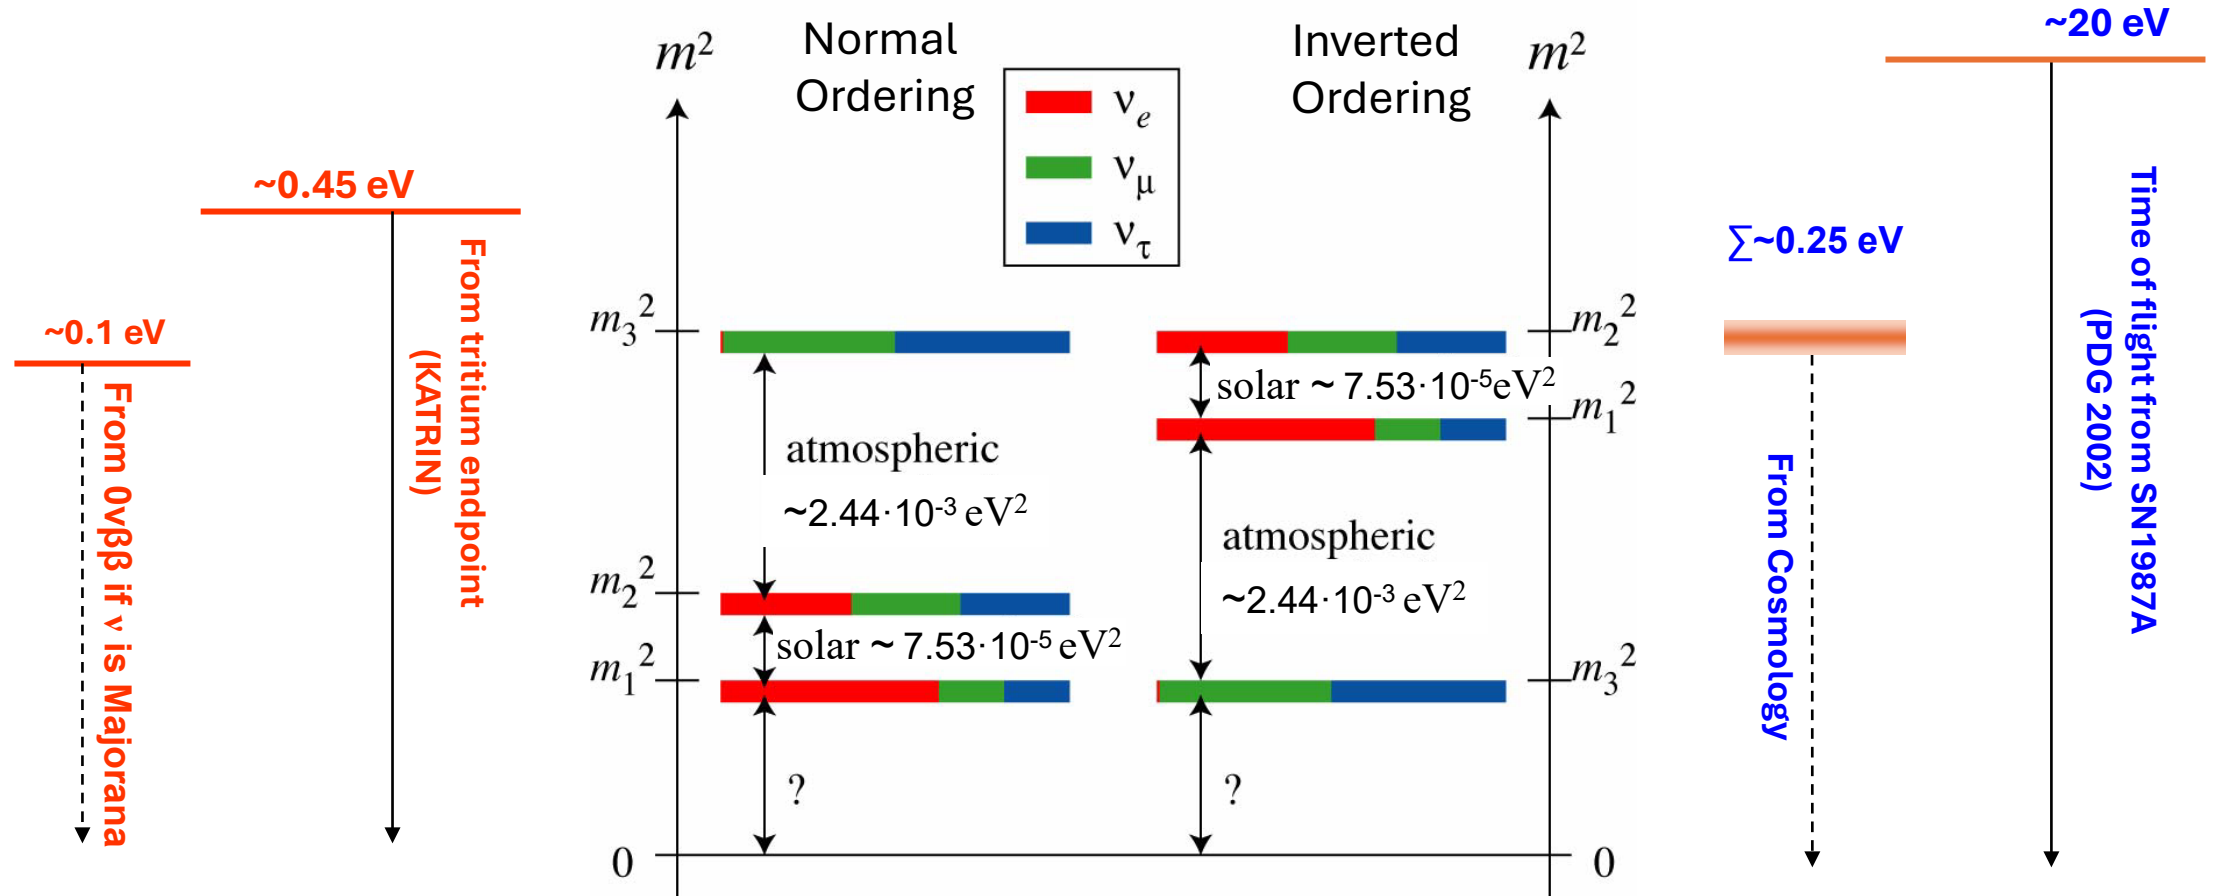 ~0.1 eV
From 0νββ if ν is Majorana
~0.45 eV
From tritium endpoint
(KATRIN)
m²
Normal
Ordering
ν_e
ν_μ
ν_τ
Inverted
Ordering
m²
m₃²
atmospheric
~2.44·10⁻³ eV²
m₂²
solar ~ 7.53·10⁻⁵ eV²
m₁²
?
0
m₂²
solar ~ 7.53·10⁻⁵eV²
m₁²
atmospheric
~2.44·10⁻³ eV²
m₃²
?
0
∑~0.25 eV
From Cosmology
~20 eV
Time of flight from SN1987A
(PDG 2002)